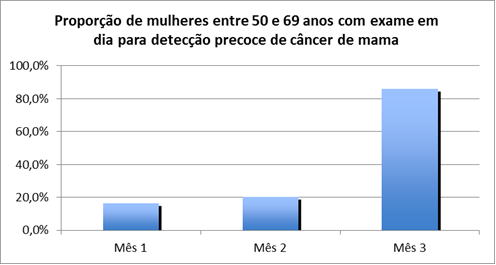 Proporção de mulheres entre 50 e 69 anos com exame em
dia para detecção precoce de câncer de mama
100,0%
80,0%
60,0%
40,0%
20,0%
0,0%
Mês 1 Mês 2 Mês 3